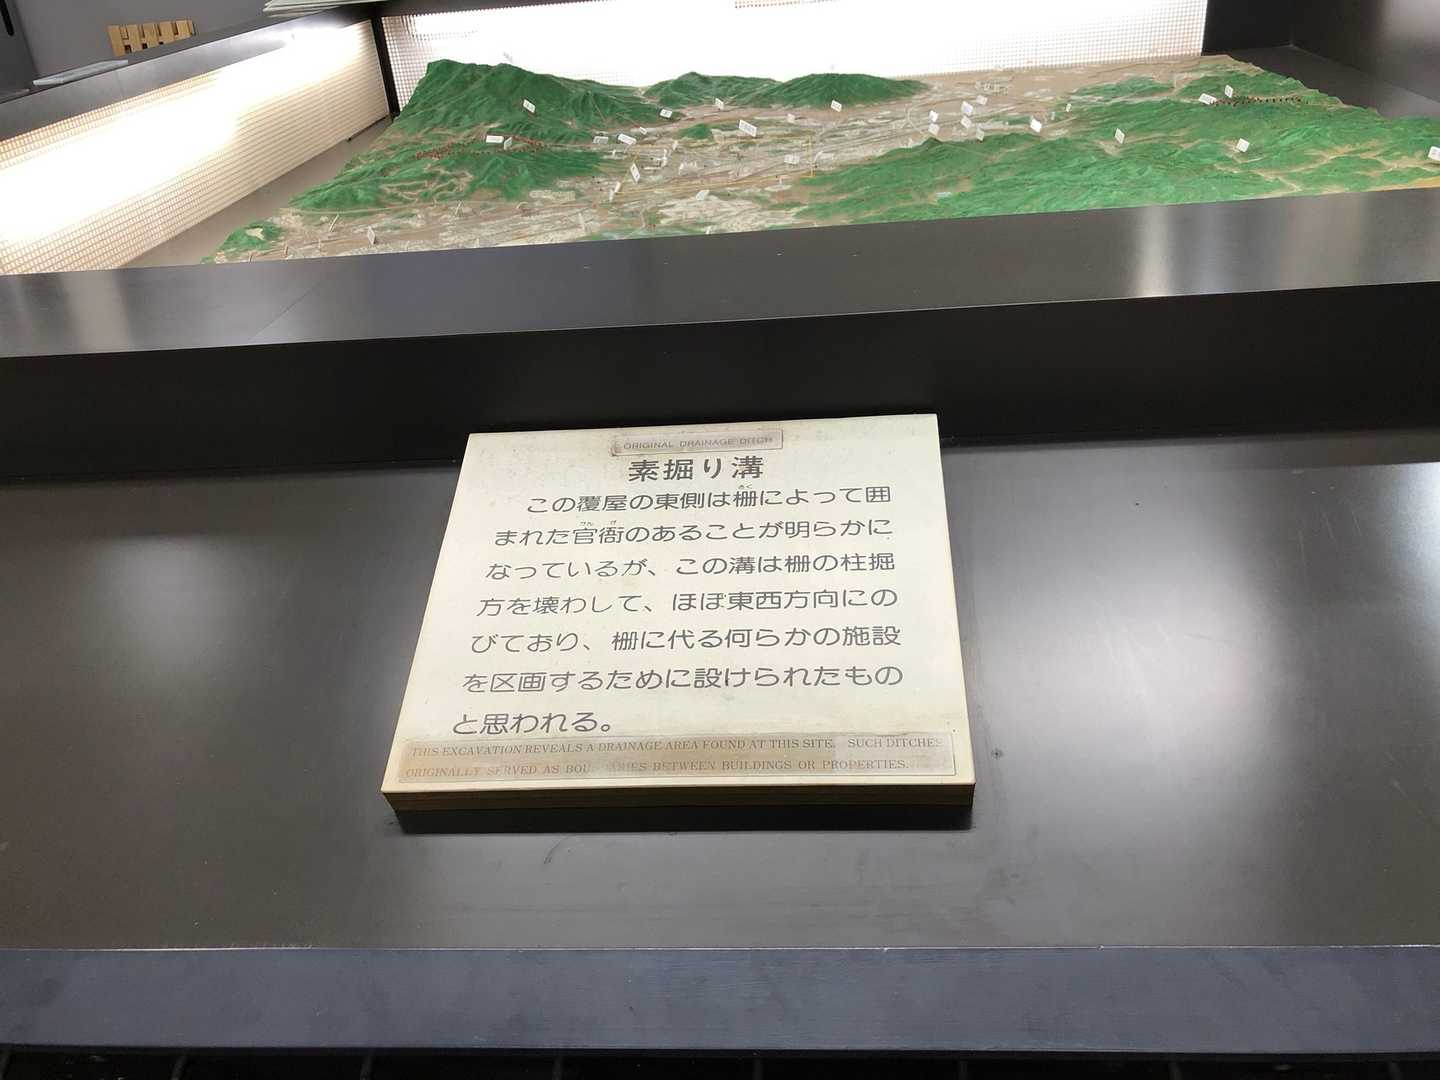 ORIGINAL DRAINAGE DITCH
素掘り溝
この覆屋の東側は柵によって囲
まれた官衙のあることが明らかに
なっているが、この溝は柵の柱掘
方を壊わして、ほぼ東西方向にの
びており、柵に代る何らかの施設
を区画するために設けられたもの
と思われる。
THIS EXCAVATION REVEALS A DRAINAGE AREA FOUND AT THIS SITE. SUCH DITCHES
ORIGINALLY SERVED AS BOUNDARIES BETWEEN BUILDINGS OR PROPERTIES.